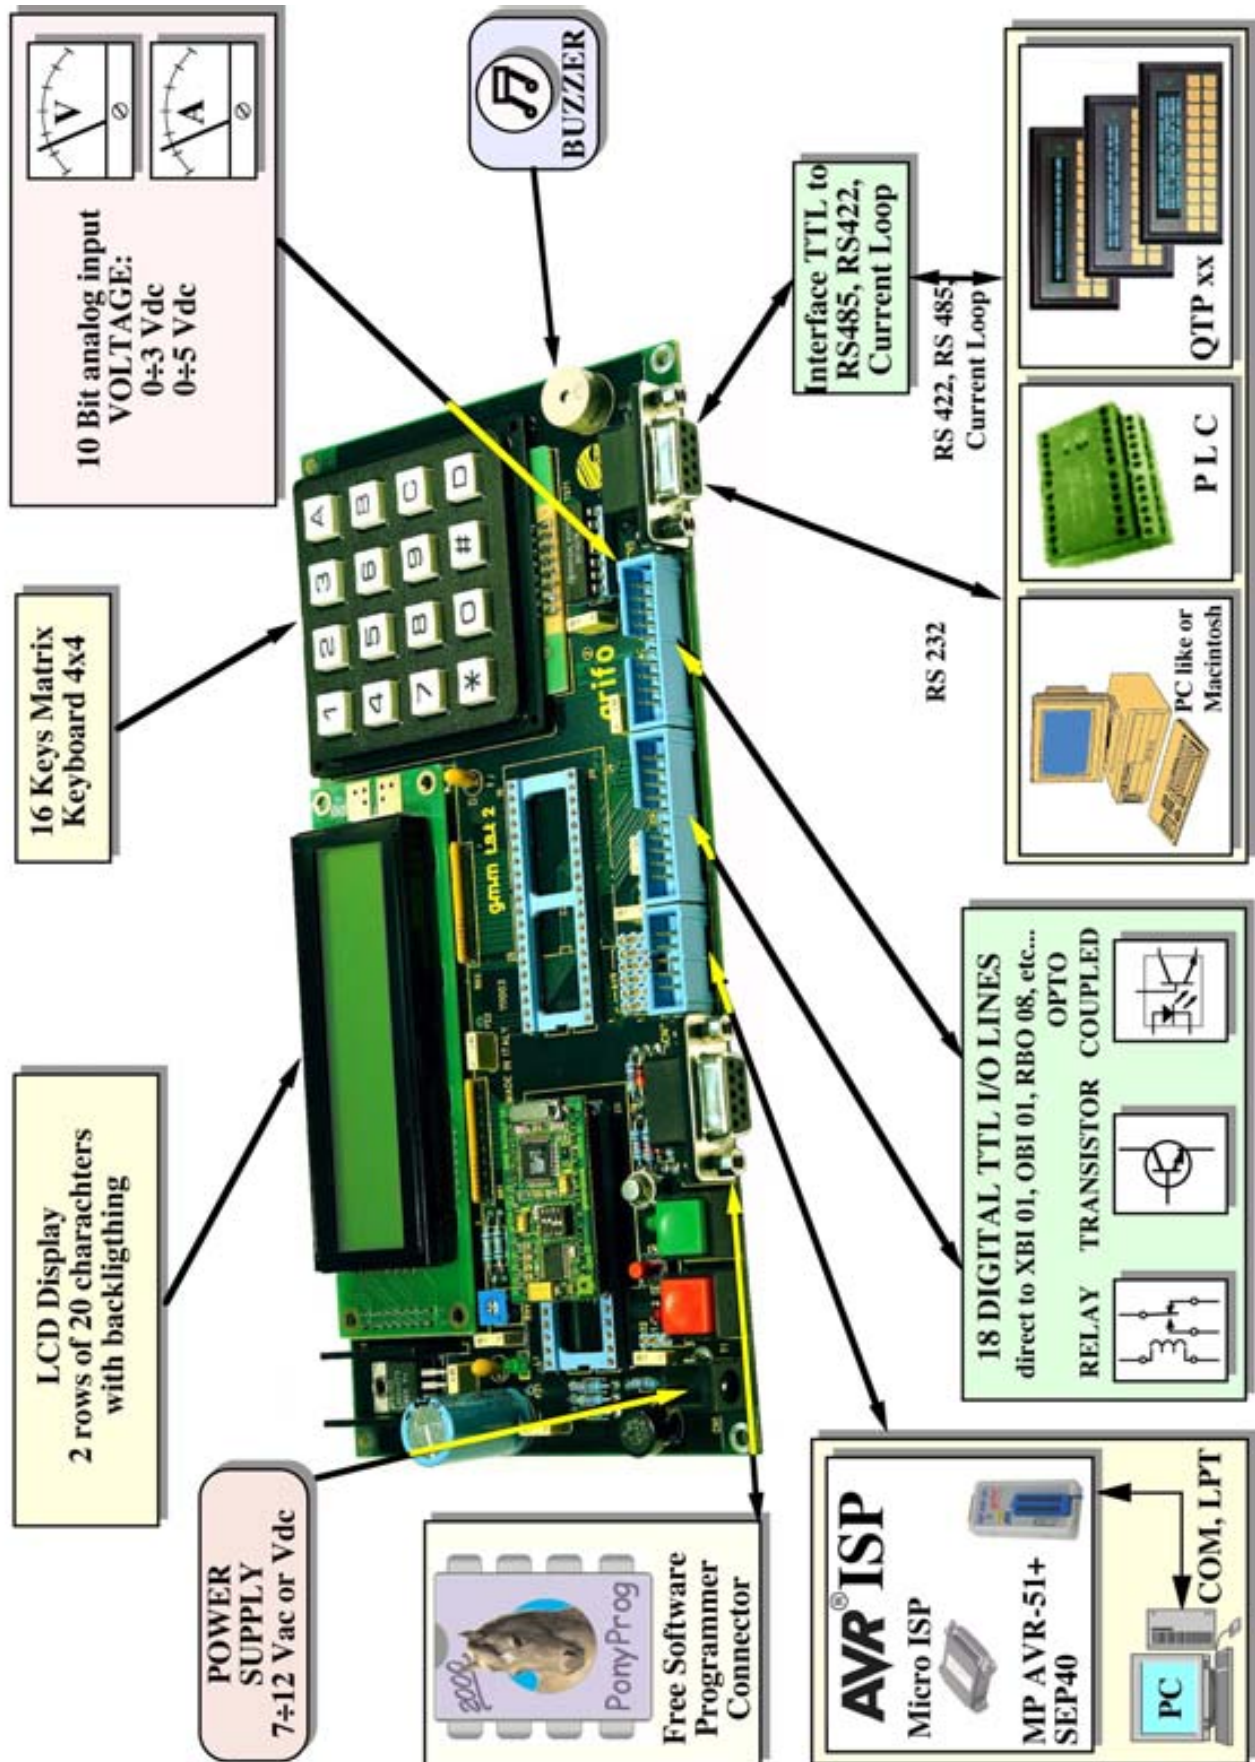 POWER
SUPPLY
7÷12 Vac or Vdc
LCD Display
2 rows of 20 charachters
with backligthing
16 Keys Matrix
Keyboard 4x4
10 Bit analog input
VOLTAGE:
0÷3 Vdc
0÷5 Vdc
V
A
BUZZER
2000
PonyProg
Free Software
Programmer
Connector
1 2 3 A
4 5 6 B
7 8 9 C
* 0 # D
MADE IN ITALY
grifo®
Interface TTL to
RS485, RS422,
Current Loop
RS 422, RS 485,
Current Loop
RS 232
AVR® ISP
Micro ISP
MP AVR-51+
SEP40
PC
COM, LPT
18 DIGITAL TTL I/O LINES
direct to XBI 01, OBI 01, RBO 08, etc...
OPTO
RELAY TRANSISTOR COUPLED
PC like or
Macintosh
P L C
QTP xx